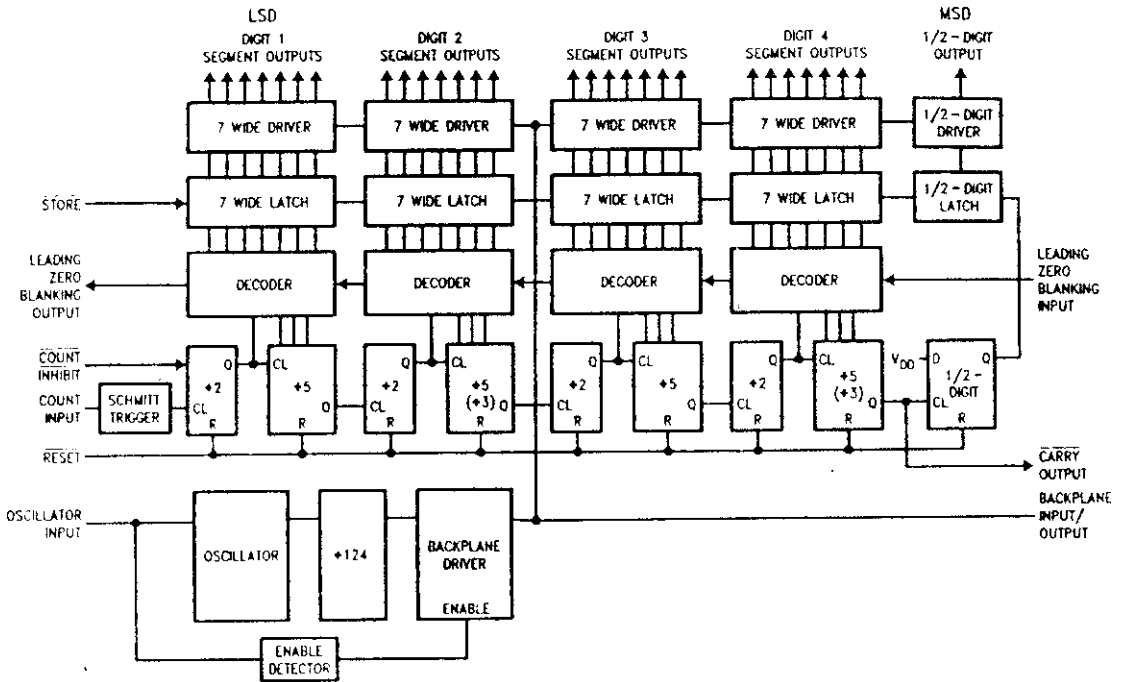 LSD
MSD
DIGIT 1
SEGMENT OUTPUTS
DIGIT 2
SEGMENT OUTPUTS
DIGIT 3
SEGMENT OUTPUTS
DIGIT 4
SEGMENT OUTPUTS
1/2-DIGIT
OUTPUT
7 WIDE DRIVER
7 WIDE DRIVER
7 WIDE DRIVER
7 WIDE DRIVER
1/2-DIGIT
DRIVER
STORE
7 WIDE LATCH
7 WIDE LATCH
7 WIDE LATCH
7 WIDE LATCH
1/2-DIGIT
LATCH
LEADING
ZERO
BLANKING
OUTPUT
DECODER
DECODER
DECODER
DECODER
LEADING
ZERO
BLANKING
INPUT
COUNT
INHIBIT
COUNT
INPUT
SCHMITT
TRIGGER
Q
÷2
CL
R
CL
÷5
Q
R
Q
÷2
CL
R
CL
÷5
(÷3)
Q
R
Q
÷2
CL
R
CL
÷5
Q
R
Q
÷2
CL
R
CL
÷5
(÷3)
Q
R
VDD
D
Q
1/2-
DIGIT
CL
R
RESET
CARRY
OUTPUT
OSCILLATOR
INPUT
OSCILLATOR
÷124
BACKPLANE
DRIVER
ENABLE
BACKPLANE
INPUT/
OUTPUT
ENABLE
DETECTOR